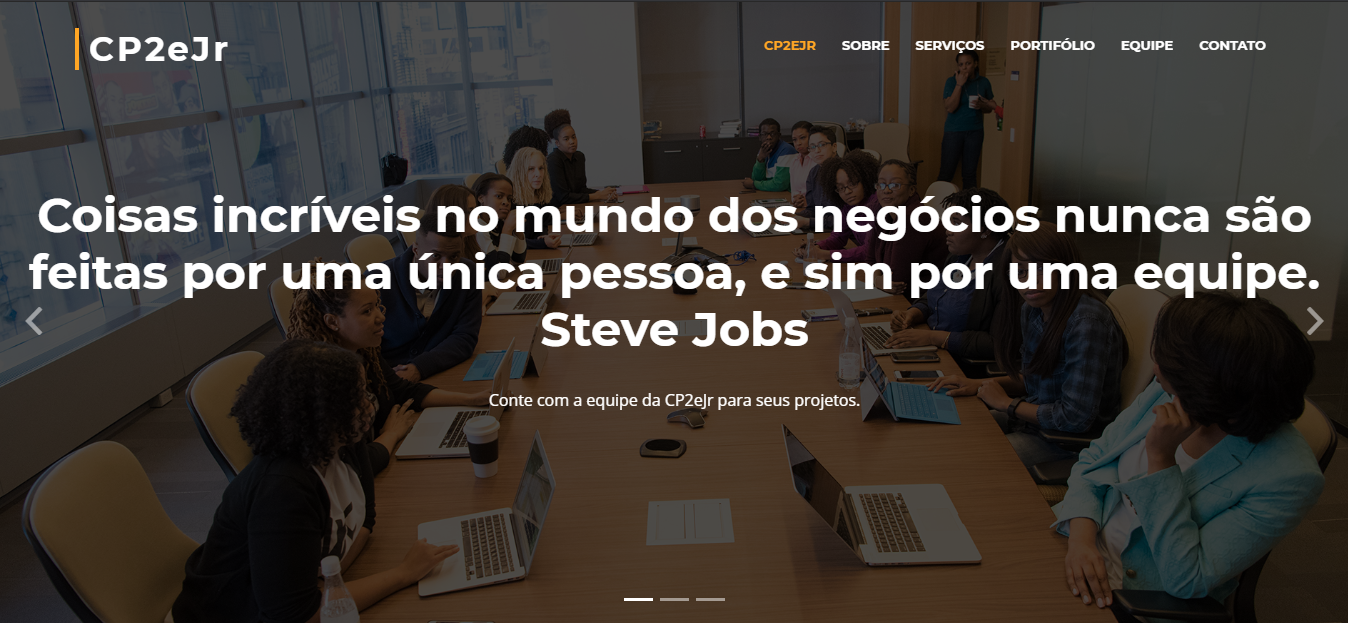 CP2eJr
CP2EJR SOBRE SERVIÇOS PORTIFÓLIO EQUIPE CONTATO
Coisas incríveis no mundo dos negócios nunca são
feitas por uma única pessoa, e sim por uma equipe.
Steve Jobs
Conte com a equipe da CP2eJr para seus projetos.